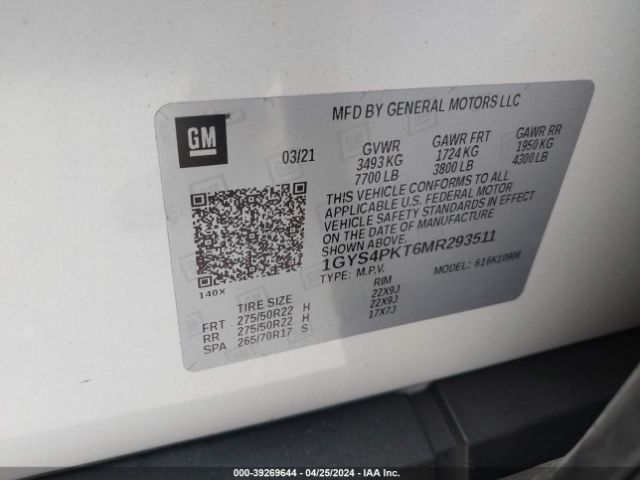 MFD BY GENERAL MOTORS LLC
GM
03/21
GVWR GAWR FRT GAWR RR
3493 KG 1724 KG 1950 KG
7700 LB 3800 LB 4300 LB
THIS VEHICLE CONFORMS TO ALL
APPLICABLE U.S. FEDERAL MOTOR
VEHICLE SAFETY STANDARDS IN EFFECT
ON THE DATE OF MANUFACTURE
SHOWN ABOVE.
1GYS4PKT6MR293511
TYPE: M.P.V. MODEL: 616K10906
140X
TIRE SIZE RIM
FRT 275/50R22 H 22X9J
RR 275/50R22 H 22X9J
SPA 265/70R17 S 17X7J
000-39269644 / 04/25/2024 - IAA Inc.